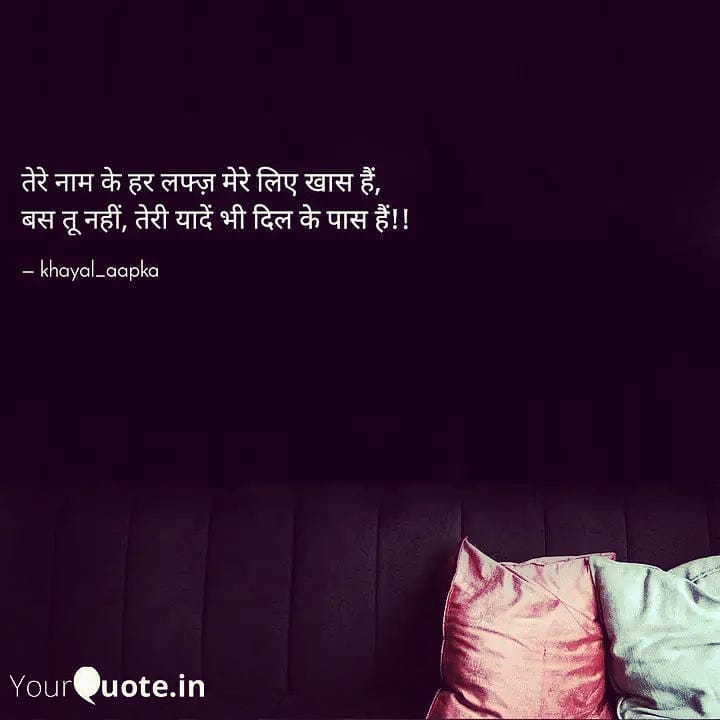 तेरे नाम के हर लफ्ज़ मेरे लिए खास हैं,
बस तू नहीं, तेरी यादें भी दिल के पास हैं!!
– khayal_aapka
YourQuote.in